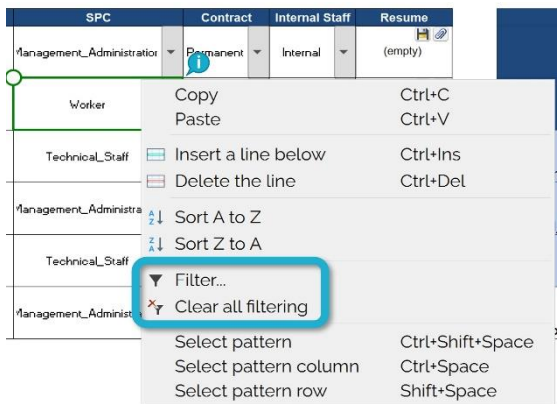 SPC Contract Internal Staff Resume
Management_Administration Permanent Internal (empty)
i
Worker
Copy Ctrl+C
Paste Ctrl+V
Technical_Staff
Insert a line below Ctrl+Ins
Delete the line Ctrl+Del
Management_Administra
Sort A to Z
Sort Z to A
Technical_Staff
Filter...
Clear all filtering
Management_Administ
Select pattern Ctrl+Shift+Space
Select pattern column Ctrl+Space
Select pattern row Shift+Space